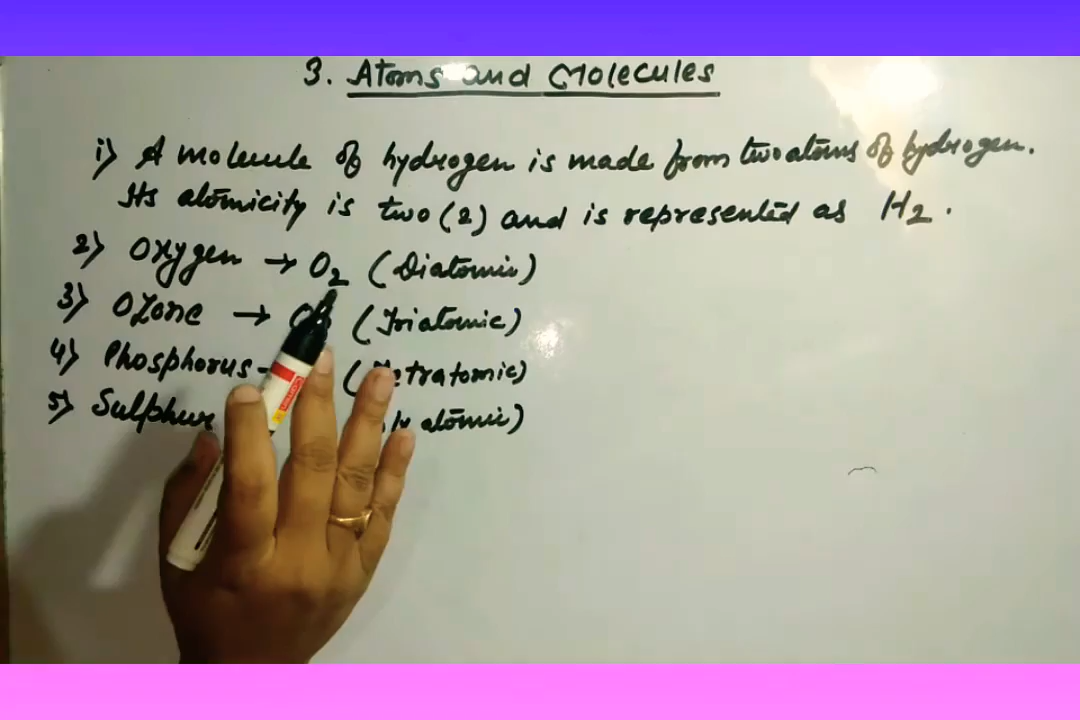 3. Atoms and Molecules
i) A molecule of hydrogen is made from two atoms of hydrogen.
Its atomicity is two (2) and is represented as H2.
2) Oxygen → O2 (Diatomic)
3) Ozone → (Triatomic)
4) Phosphorus - (Tetratomic)
5) Sulphur